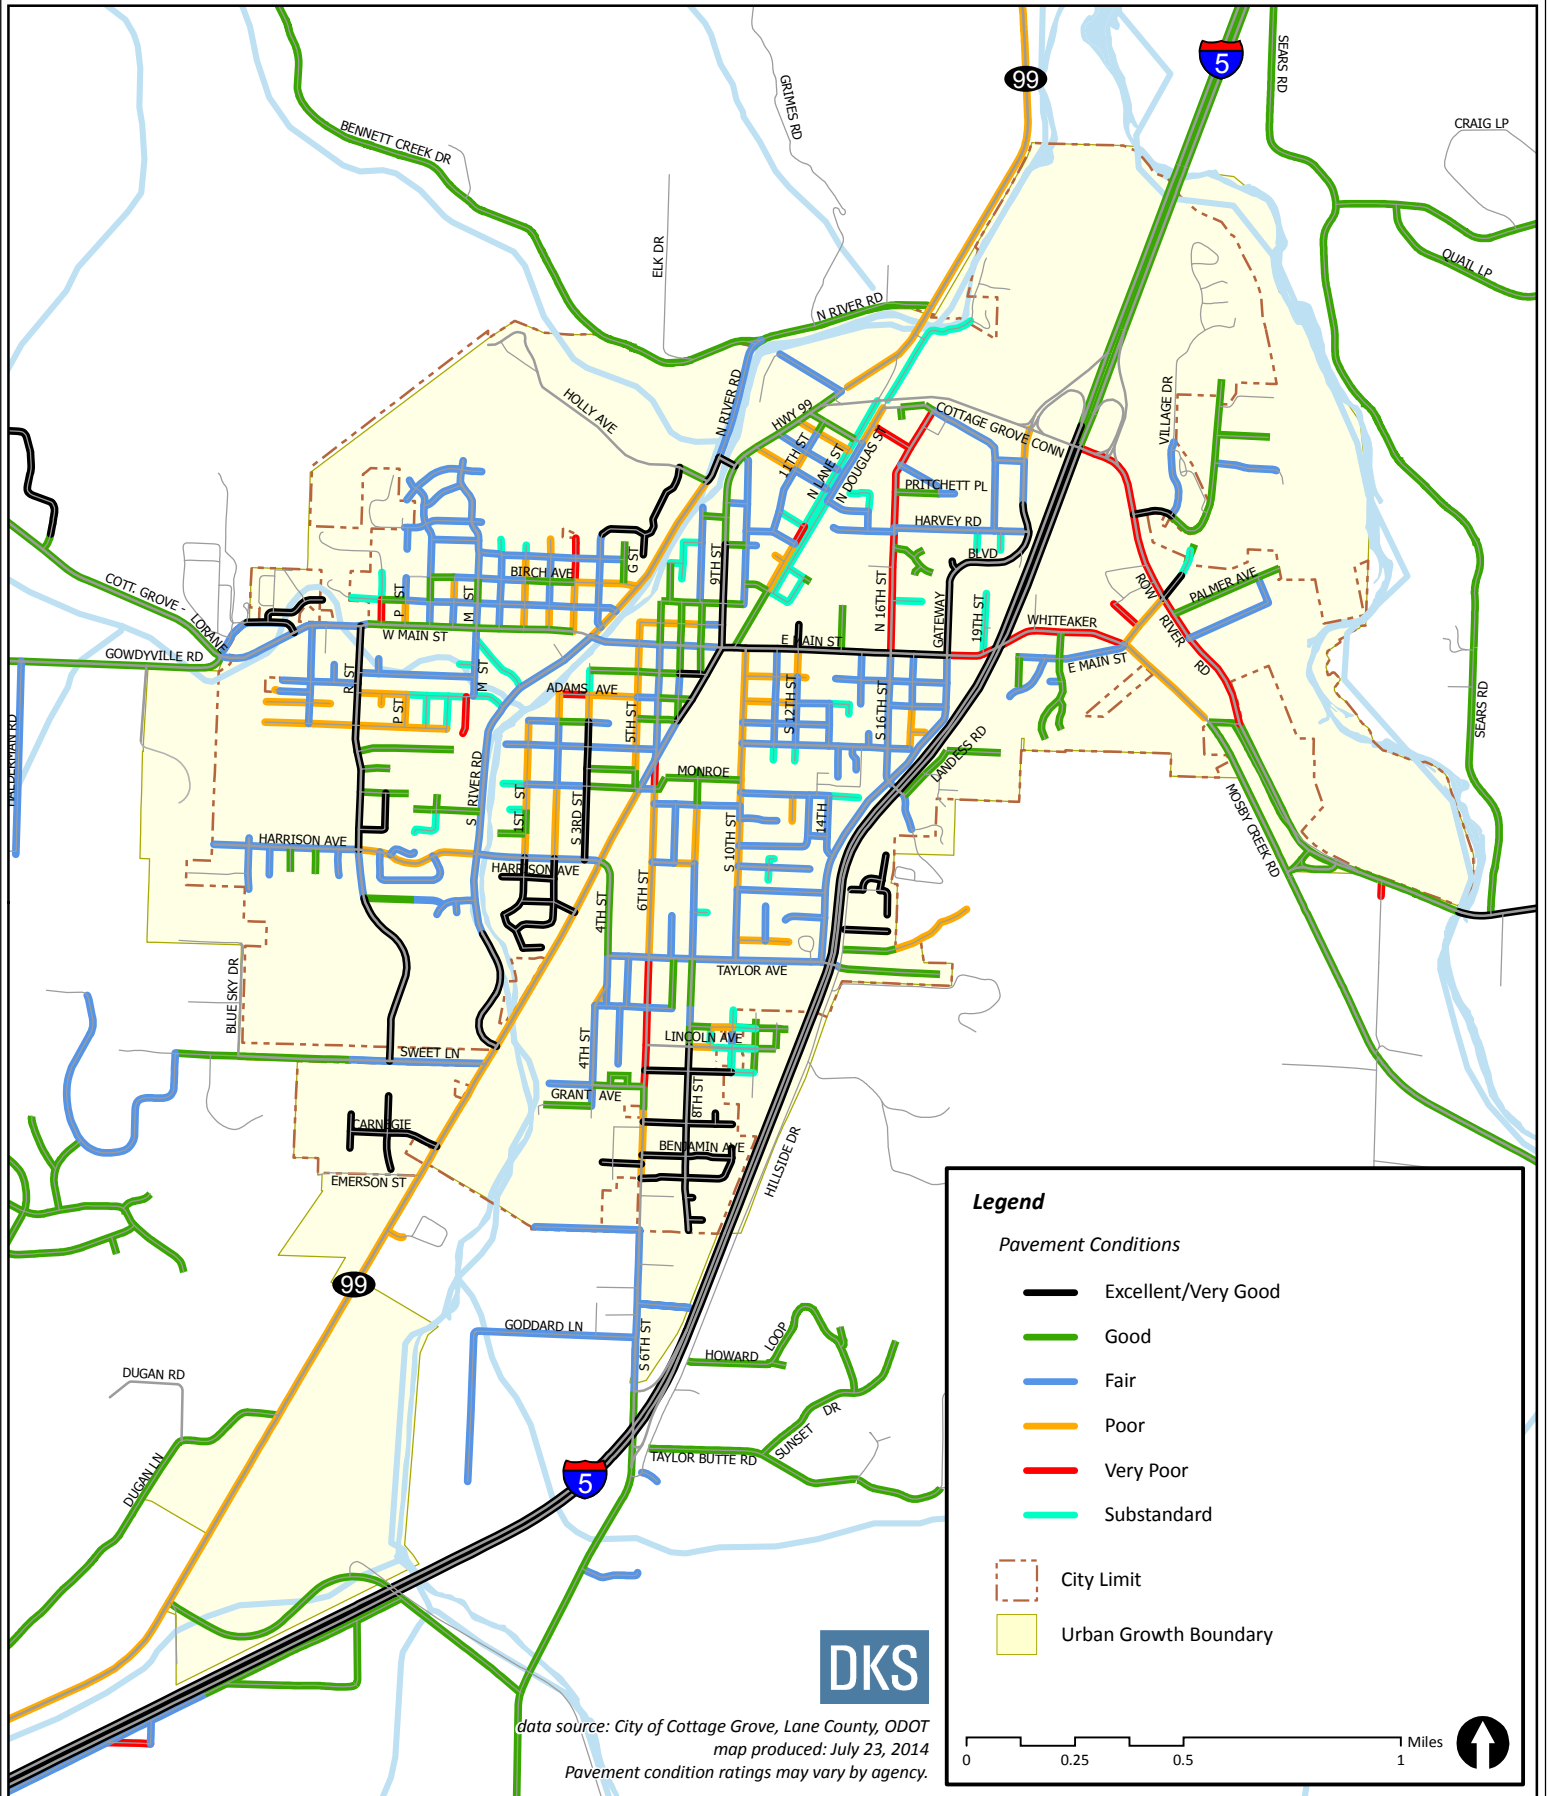 99
5
SEARS RD
GRIMES RD
CRAIG LP
BENNETT CREEK DR
QUAIL LP
ELK DR
N RIVER RD
N RIVER RD
HOLLY AVE
HWY 99
COTTAGE GROVE CONN
VILLAGE DR
11TH ST
N LANE ST
N DOUGLAS ST
PRITCHETT PL
HARVEY RD
BLVD
G ST
9TH ST
BIRCH AVE
COTT. GROVE - LORANE
P ST
M ST
N 16TH ST
GATEWAY
19TH ST
ROW
RIVER
RD
PALMER AVE
WHITEAKER
W MAIN ST
E MAIN ST
E MAIN ST
GOWDYVILLE RD
R ST
M ST
P ST
ADAMS AVE
5TH ST
S 12TH ST
S 16TH ST
HALDERMAN RD
SEARS RD
LANDESS RD
MONROE
S RIVER RD
1ST ST
S 3RD ST
14TH
S 10TH ST
MOSBY CREEK RD
HARRISON AVE
HARRISON AVE
4TH ST
6TH ST
TAYLOR AVE
BLUE SKY DR
4TH ST
LINCOLN AVE
SWEET LN
GRANT AVE
8TH ST
CARNEGIE
BENJAMIN AVE
HILLSIDE DR
EMERSON ST
99
GODDARD LN
S 6TH ST
HOWARD
LOOP
DUGAN RD
SUNSET
DR
TAYLOR BUTTE RD
DUGAN LN
5
Legend
Pavement Conditions
Excellent/Very Good
Good
Fair
Poor
Very Poor
Substandard
City Limit
Urban Growth Boundary
Miles
0 0.25 0.5 1
DKS
data source: City of Cottage Grove, Lane County, ODOT
map produced: July 23, 2014
Pavement condition ratings may vary by agency.